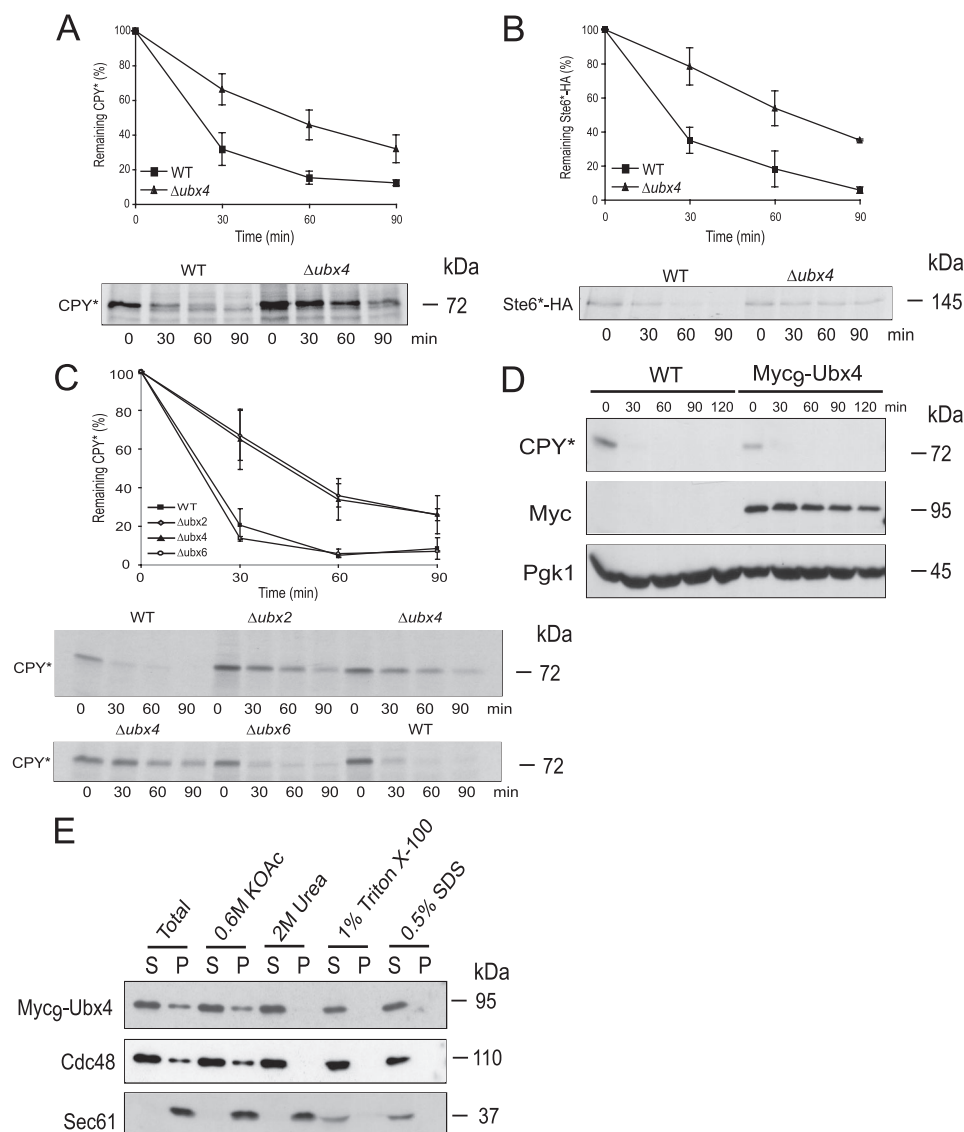 A
Remaining CPY* (%)
100
80
60
40
20
0
WT
Δubx4
0 30 60 90
Time (min)
WT Δubx4 kDa
CPY* — 72
0 30 60 90 0 30 60 90 min
B
Remaining Ste6*-HA (%)
100
80
60
40
20
0
WT
Δubx4
0 30 60 90
Time (min)
WT Δubx4 kDa
Ste6*-HA — 145
0 30 60 90 0 30 60 90 min
C
Remaining CPY* (%)
100
80
60
40
20
0
WT
Δubx2
Δubx4
Δubx6
0 30 60 90
Time (min)
WT Δubx2 Δubx4 kDa
CPY* — 72
0 30 60 90 0 30 60 90 0 30 60 90 min
Δubx4 Δubx6 WT
CPY* — 72
0 30 60 90 0 30 60 90 0 30 60 90 min
D
WT Myc9-Ubx4
0 30 60 90 120 0 30 60 90 120 min
kDa
CPY* —72
Myc —95
Pgk1 —45
E
Total 0.6M KOAc 2M Urea 1% Triton X-100 0.5% SDS
S P S P S P S P S P kDa
Myc9-Ubx4 — 95
Cdc48 —110
Sec61 — 37